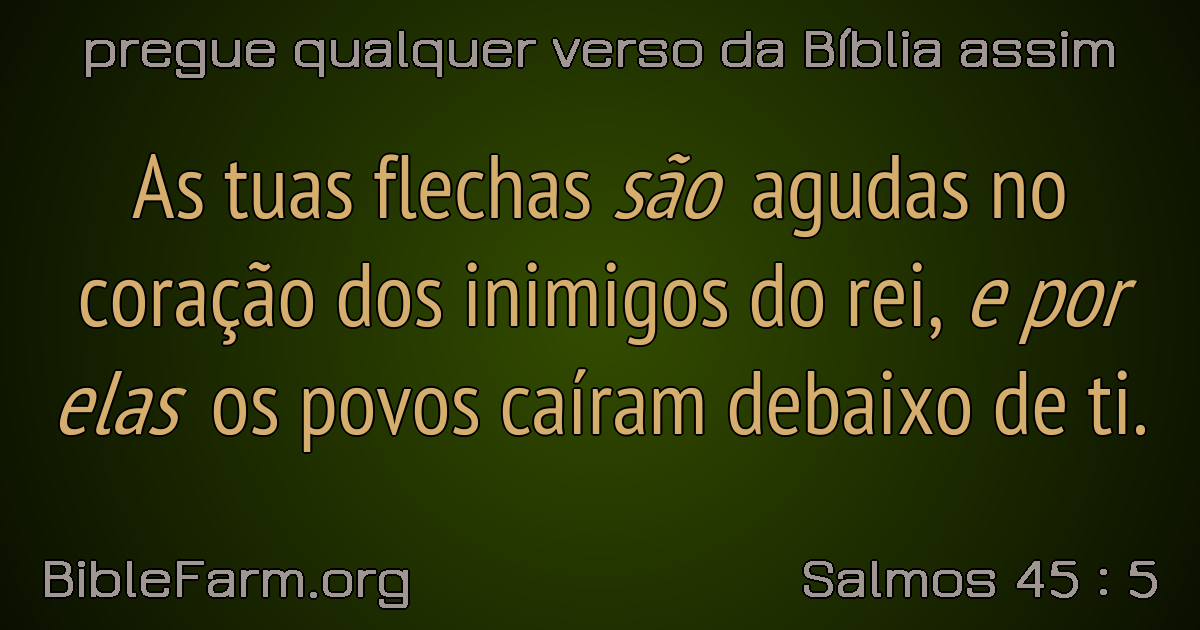 pregue qualquer verso da Bíblia assim
As tuas flechas são agudas no
coração dos inimigos do rei, e por
elas os povos caíram debaixo de ti.
BibleFarm.org
Salmos 45 : 5